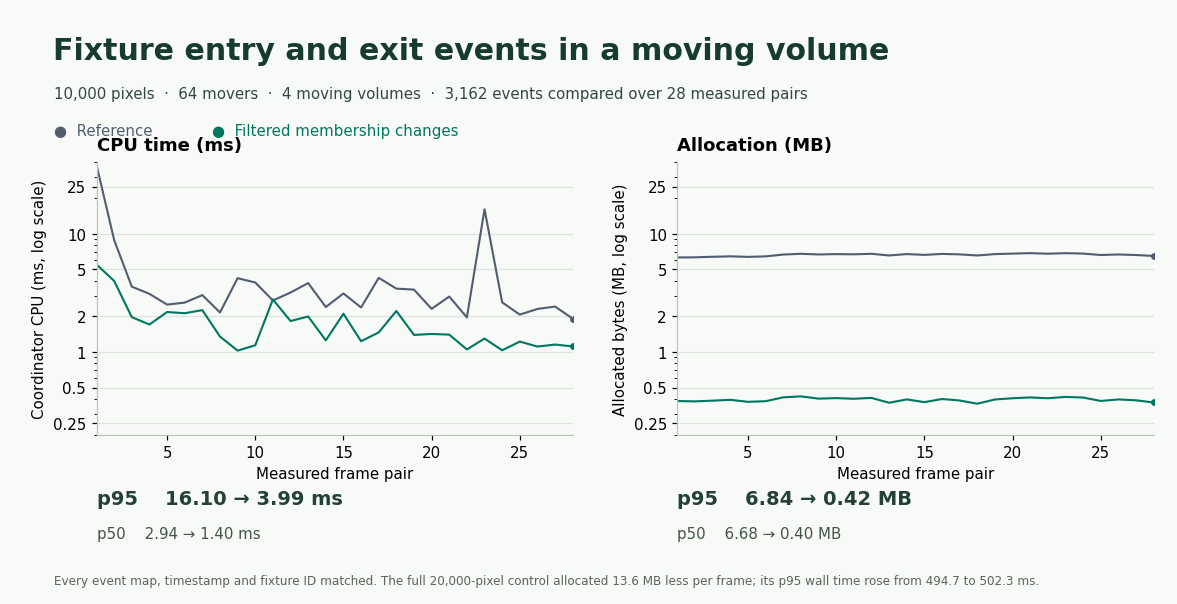 Fixture entry and exit events in a moving volume
10,000 pixels · 64 movers · 4 moving volumes · 3,162 events compared over 28 measured pairs
Reference
Filtered membership changes
CPU time (ms)
Coordinator CPU (ms, log scale)
25
10
5
2
1
0.5
0.25
5 10 15 20 25
Measured frame pair
p95 16.10 → 3.99 ms
p50 2.94 → 1.40 ms
Allocation (MB)
Allocated bytes (MB, log scale)
25
10
5
2
1
0.5
0.25
5 10 15 20 25
Measured frame pair
p95 6.84 → 0.42 MB
p50 6.68 → 0.40 MB
Every event map, timestamp and fixture ID matched. The full 20,000-pixel control allocated 13.6 MB less per frame; its p95 wall time rose from 494.7 to 502.3 ms.